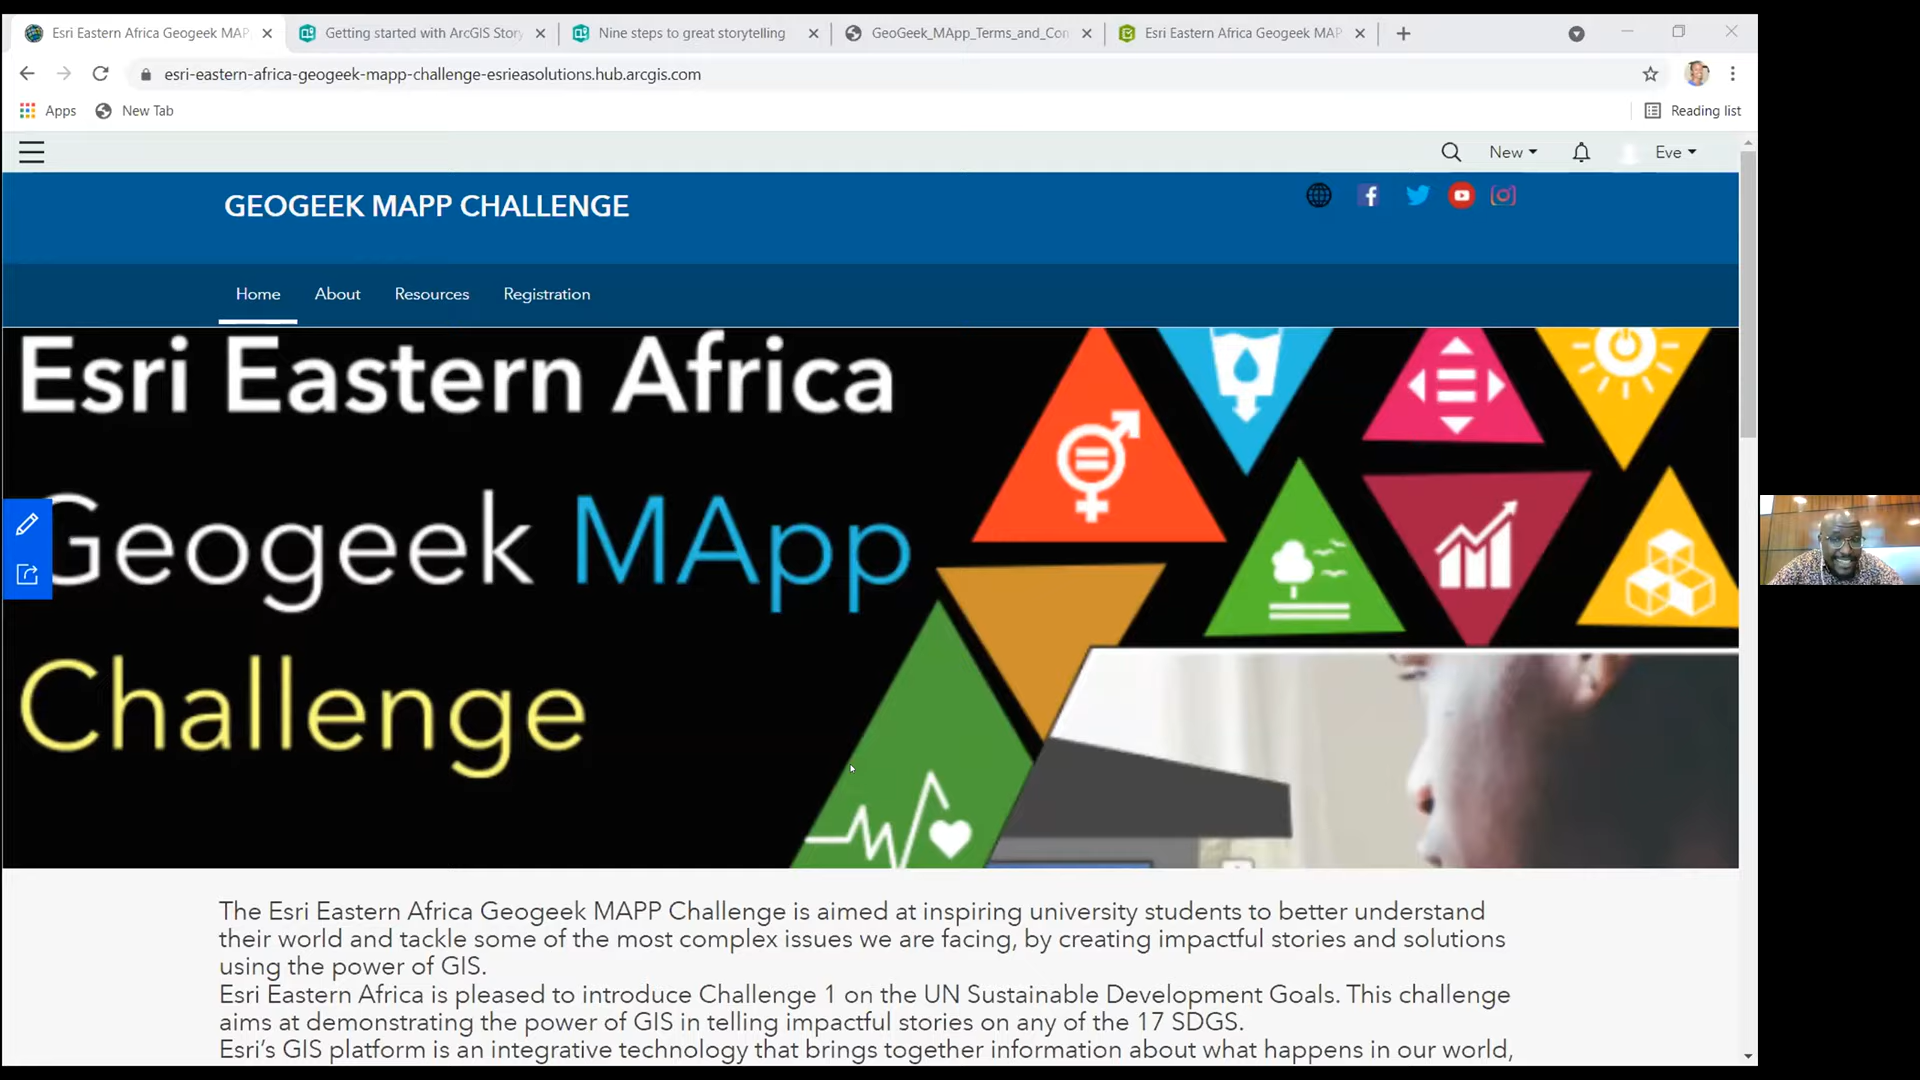 Esri Eastern Africa Geogeek MAP
Getting started with ArcGIS Story
Nine steps to great storytelling
GeoGeek_MApp_Terms_and_Con
Esri Eastern Africa Geogeek MAP
esri-eastern-africa-geogeek-mapp-challenge-esrieasolutions.hub.arcgis.com
Apps
New Tab
Reading list
New
Eve
GEOGEEK MAPP CHALLENGE
Home
About
Resources
Registration
Esri Eastern Africa
Geogeek MApp
Challenge
The Esri Eastern Africa Geogeek MAPP Challenge is aimed at inspiring university students to better understand
their world and tackle some of the most complex issues we are facing, by creating impactful stories and solutions
using the power of GIS.
Esri Eastern Africa is pleased to introduce Challenge 1 on the UN Sustainable Development Goals. This challenge
aims at demonstrating the power of GIS in telling impactful stories on any of the 17 SDGS.
Esri's GIS platform is an integrative technology that brings together information about what happens in our world,